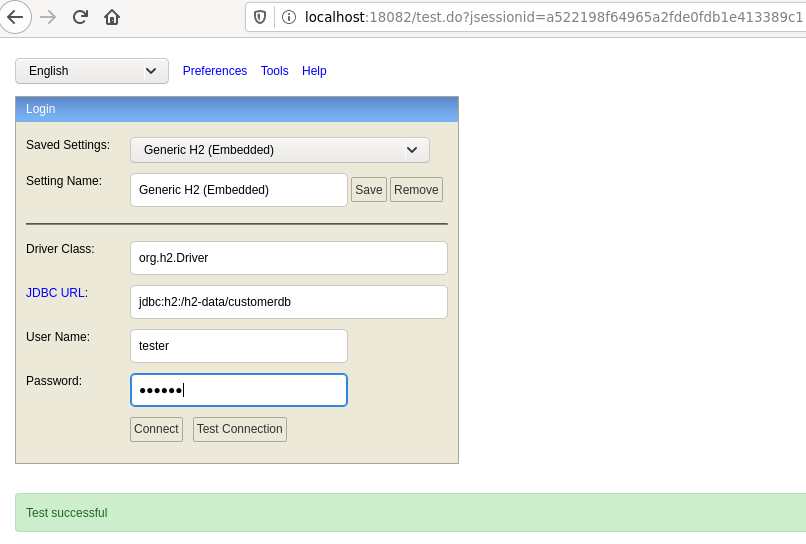 localhost:18082/test.do?jsessionid=a522198f64965a2fde0fdb1e413389c1
English Preferences Tools Help
Login
Saved Settings: Generic H2 (Embedded)
Setting Name: Generic H2 (Embedded) Save Remove
Driver Class: org.h2.Driver
JDBC URL: jdbc:h2:/h2-data/customerdb
User Name: tester
Password: ●●●●●●
Connect Test Connection
Test successful